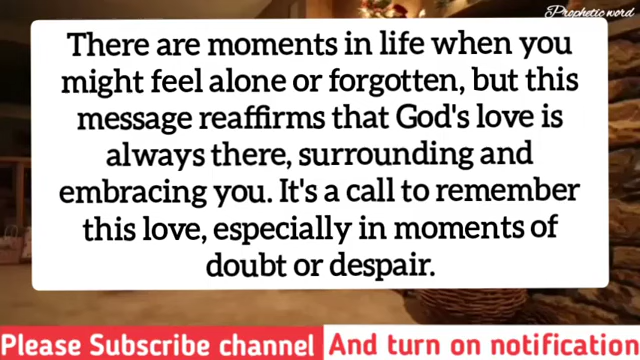 Prophetic word
There are moments in life when you
might feel alone or forgotten, but this
message reaffirms that God's love is
always there, surrounding and
embracing you. It's a call to remember
this love, especially in moments of
doubt or despair.
Please Subscribe channel And turn on notification